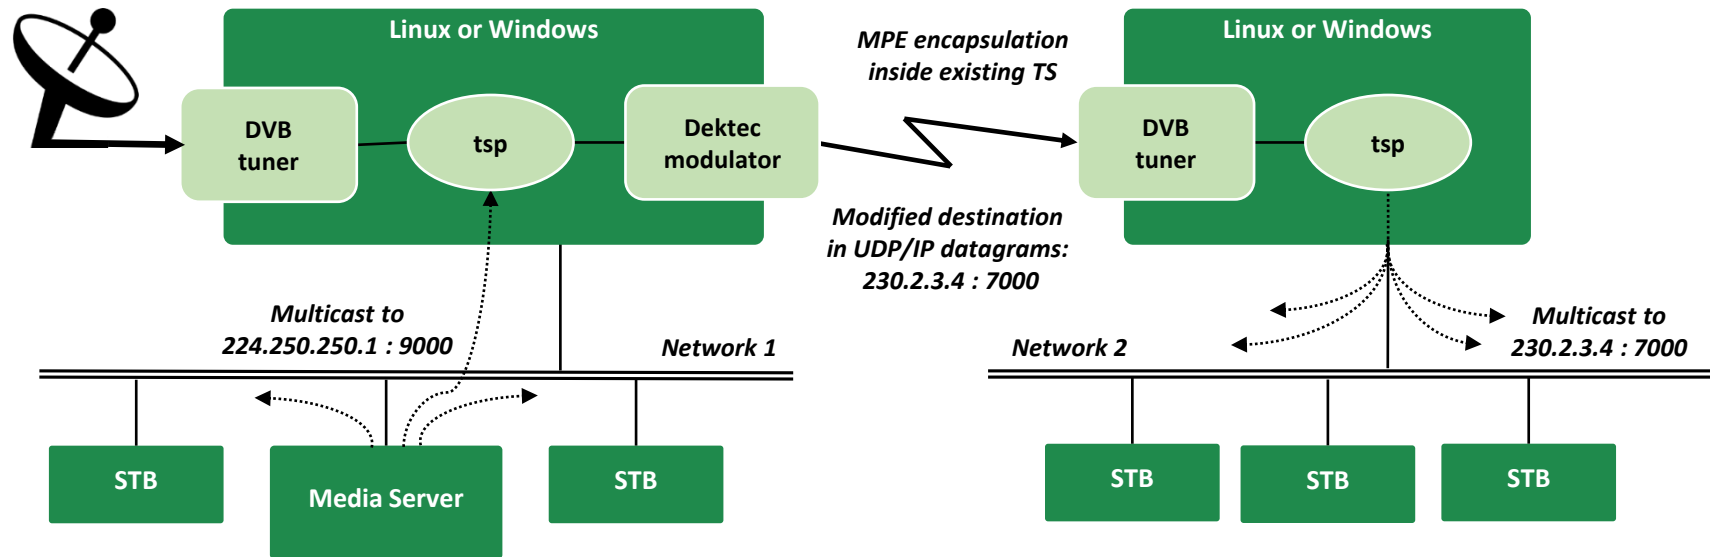 Linux or Windows
DVB
tuner
tsp
Dektec
modulator
MPE encapsulation
inside existing TS
Linux or Windows
DVB
tuner
tsp
Modified destination
in UDP/IP datagrams:
230.2.3.4 : 7000
Multicast to
224.250.250.1 : 9000
Network 1
Network 2
Multicast to
230.2.3.4 : 7000
STB
Media Server
STB
STB
STB
STB